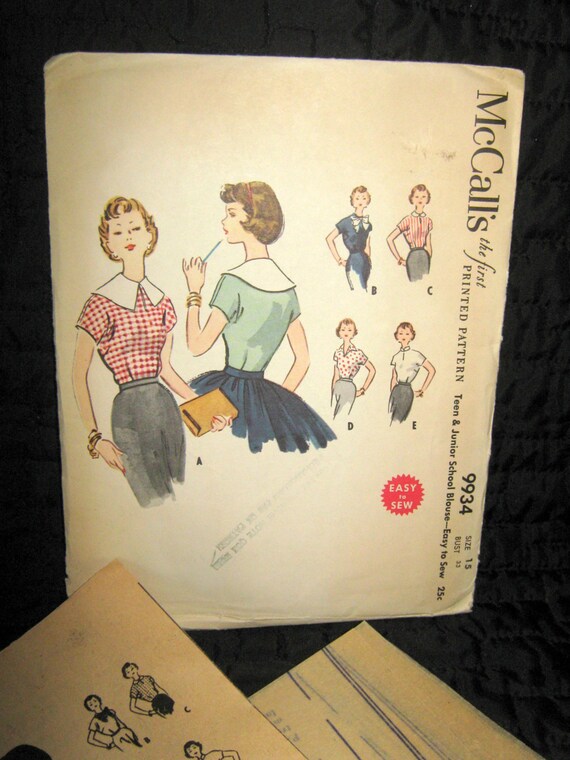 McCall's
the first
PRINTED PATTERN
Teen & Junior School Blouse—Easy to Sew
9934
SIZE 15
BUST 33
25c
A
B
C
D
E
EASY
to
SEW
C